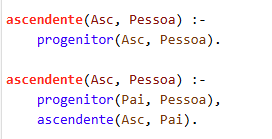 ascendente(Asc, Pessoa) :-
progenitor(Asc, Pessoa).
ascendente(Asc, Pessoa) :-
progenitor(Pai, Pessoa),
ascendente(Asc, Pai).